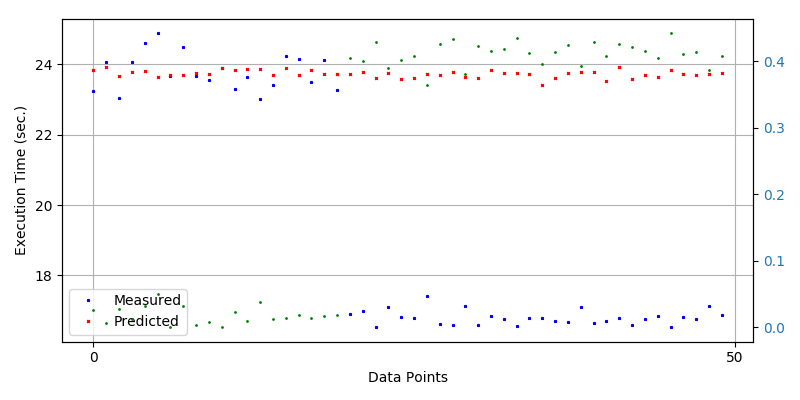 24
22
20
18
Execution Time (sec.)
0.4
0.3
0.2
0.1
0.0
Measured
Predicted
0
50
Data Points